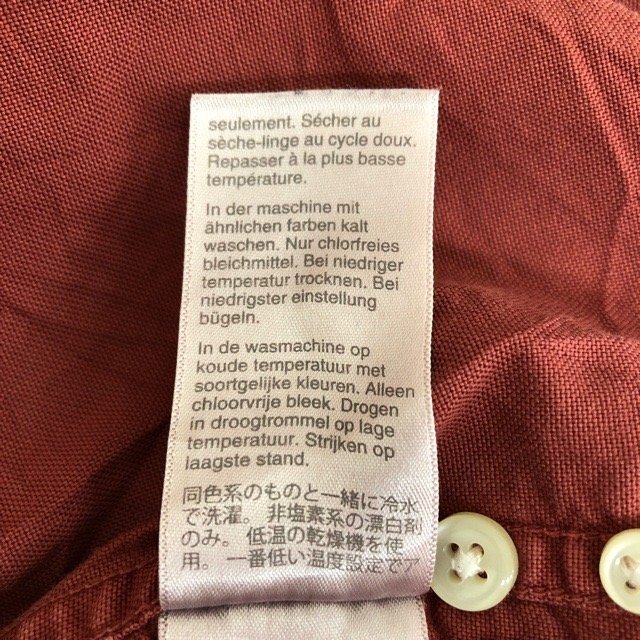 seulement. Sécher au
sèche-linge au cycle doux.
Repasser à la plus basse
température.
In der maschine mit
ähnlichen farben kalt
waschen. Nur chlorfreies
bleichmittel. Bei niedriger
temperatur trocknen. Bei
niedrigster einstellung
bügeln.
In de wasmachine op
koude temperatuur met
soortgelijke kleuren. Alleen
chloorvrije bleek. Drogen
in droogtrommel op lage
temperatuur. Strijken op
laagste stand.
同色系のものと一緒に冷水
で洗濯。 非塩素系の漂白剤
のみ。 低温の乾燥機を使
用。 一番低い温度設定でア